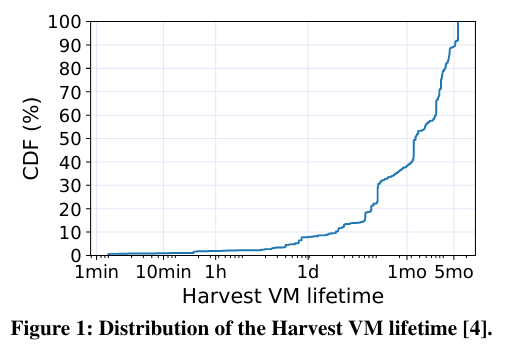 100
90
80
70
60
50
40
30
20
10
0
CDF (%)
1min 10min 1h 1d 1mo 5mo
Harvest VM lifetime
Figure 1: Distribution of the Harvest VM lifetime [4].